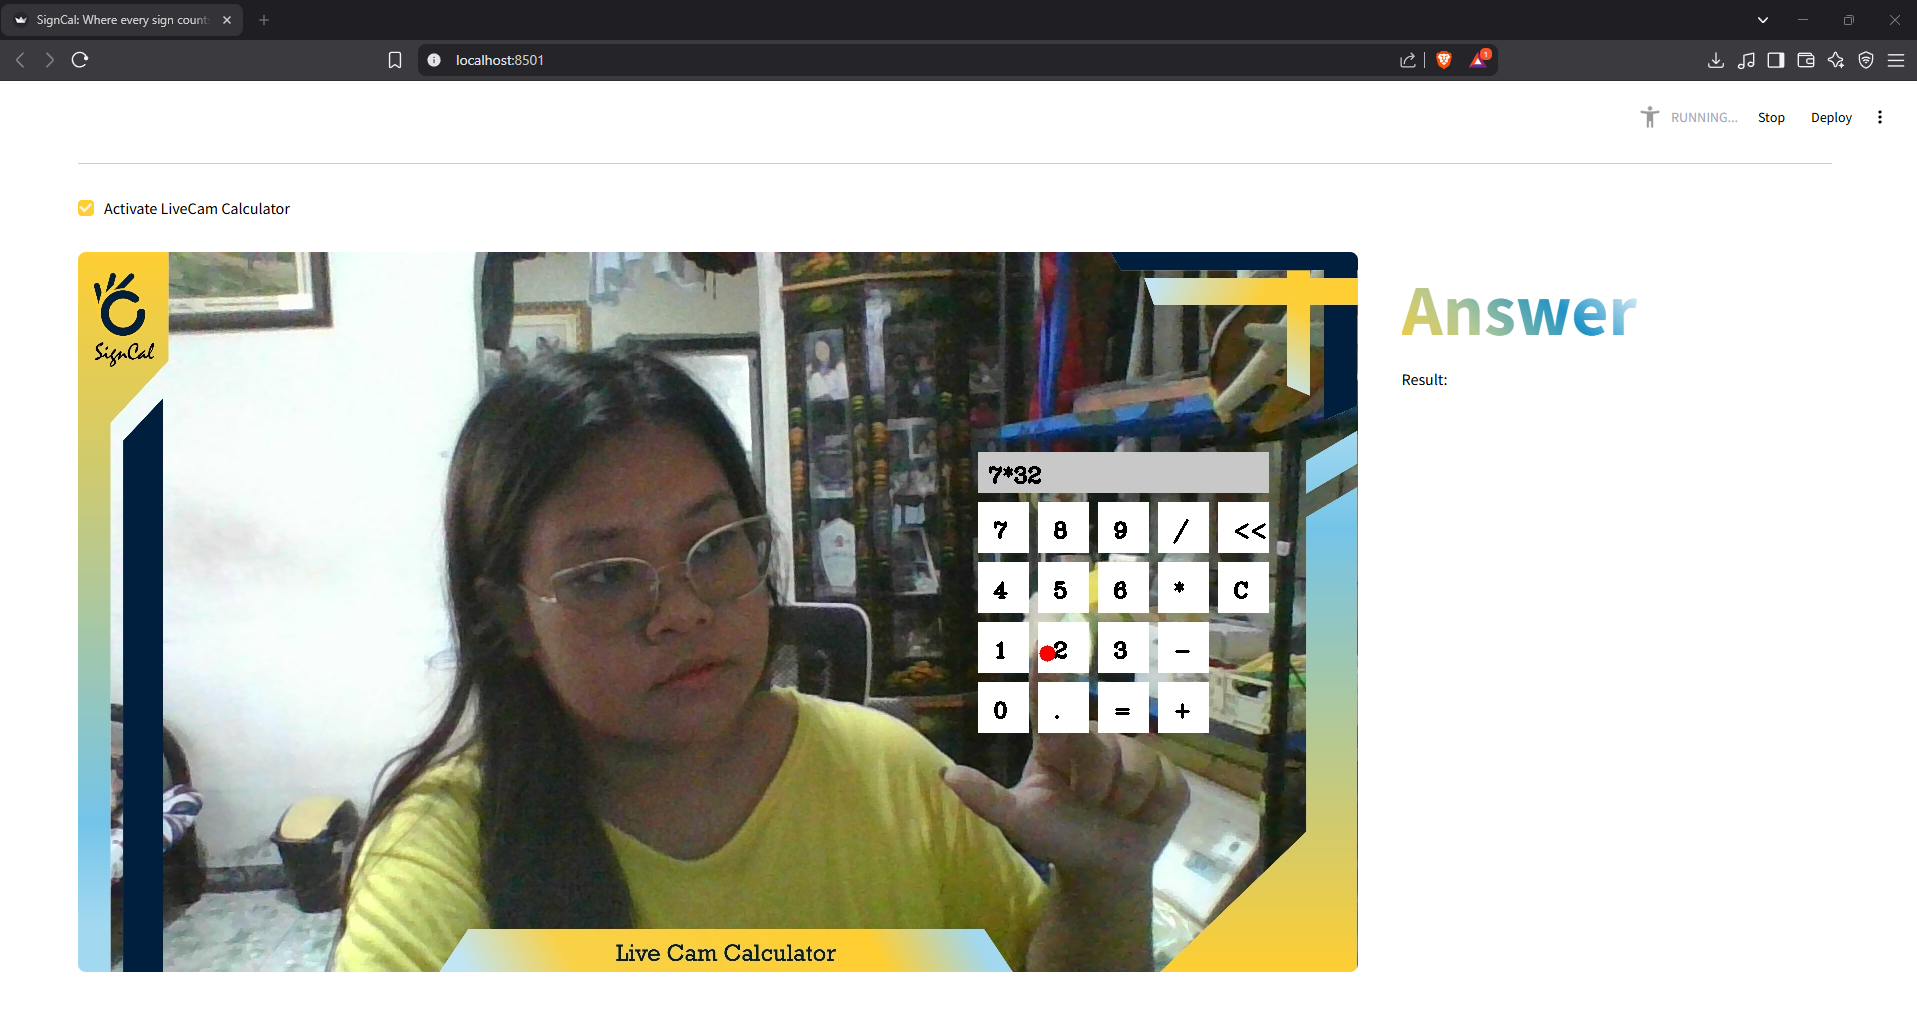 SignCal: Where every sign count
localhost:8501
1
RUNNING...
Stop
Deploy
Activate LiveCam Calculator
SignCal
Answer
Result:
7*32
7 8 9 / <<
4 5 6 * C
1 2 3 -
0 . = +
Live Cam Calculator